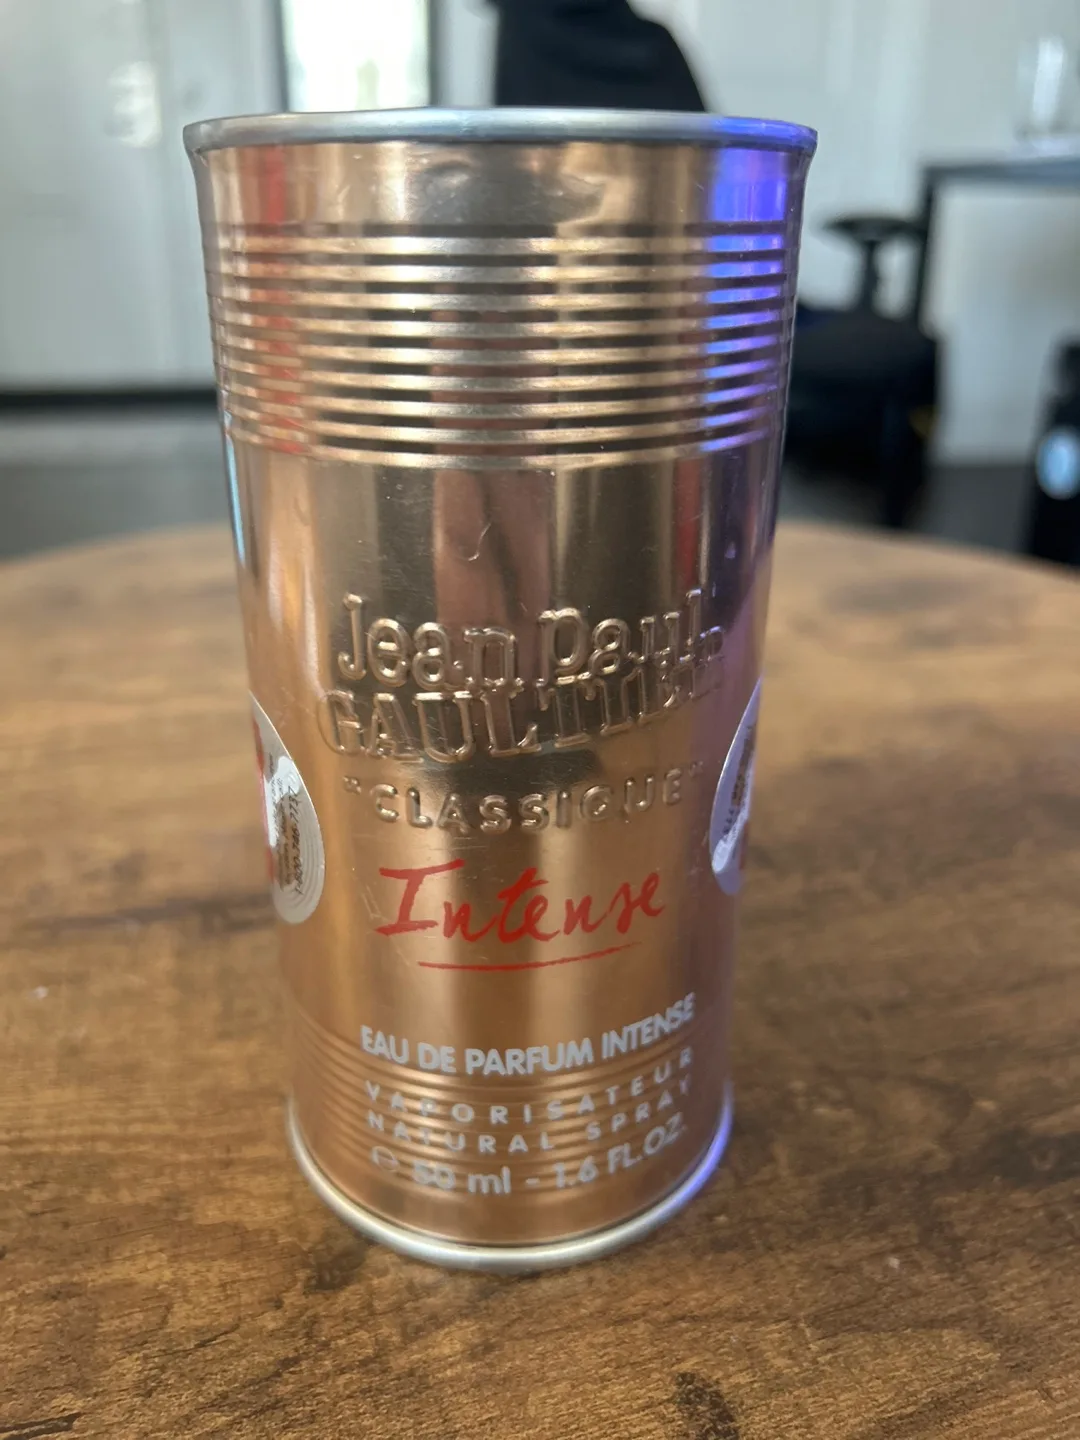 Jean Paul
GAULTIER
"CLASSIQUE"
Intense
EAU DE PARFUM INTENSE
VAPORISATEUR
NATURAL SPRAY
℮ 50 ml - 1.6 FL.OZ.